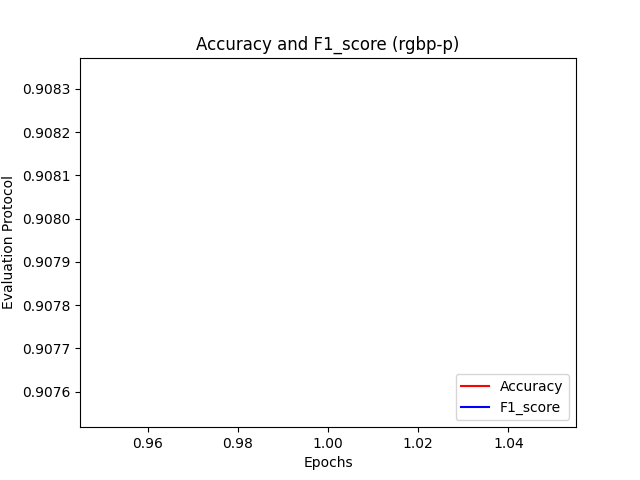 Accuracy and F1_score (rgbp-p)
0.9083
0.9082
0.9081
0.9080
0.9079
0.9078
0.9077
0.9076
Evaluation Protocol
Accuracy
F1_score
0.96 0.98 1.00 1.02 1.04
Epochs